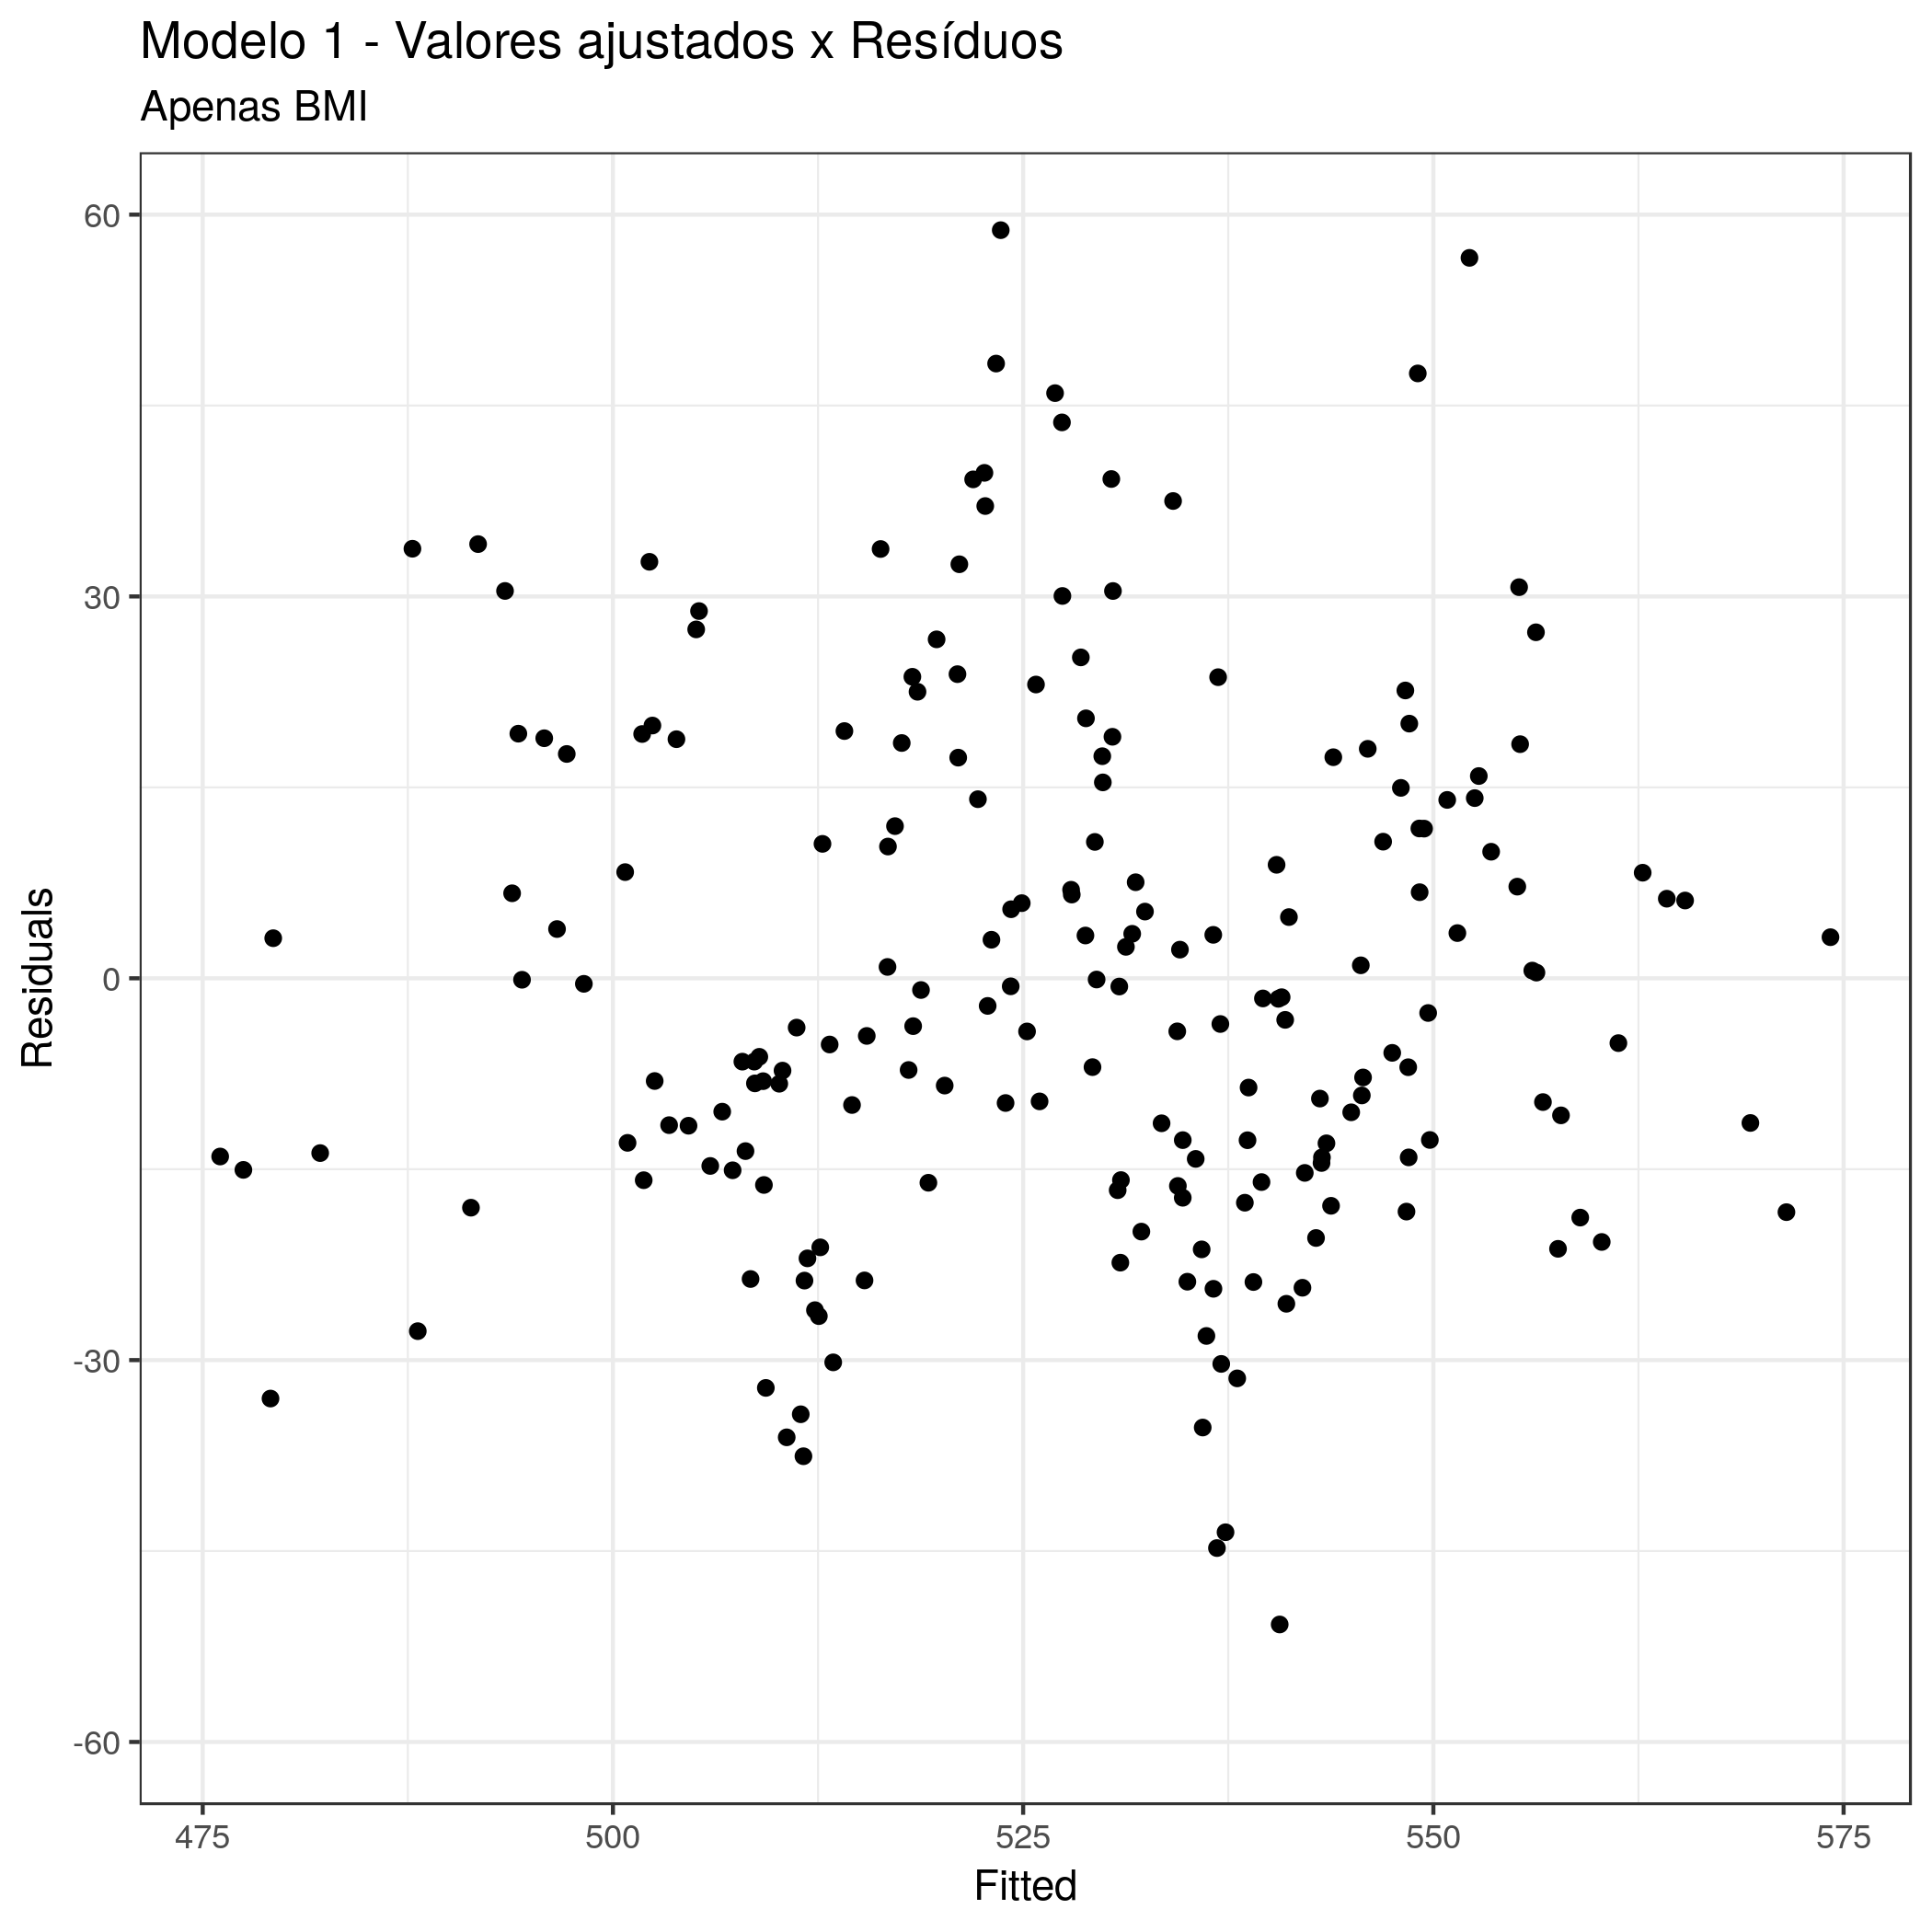 Modelo 1 - Valores ajustados x Resíduos
Apenas BMI
60
30
0
-30
-60
Residuals
475
500
525
550
575
Fitted